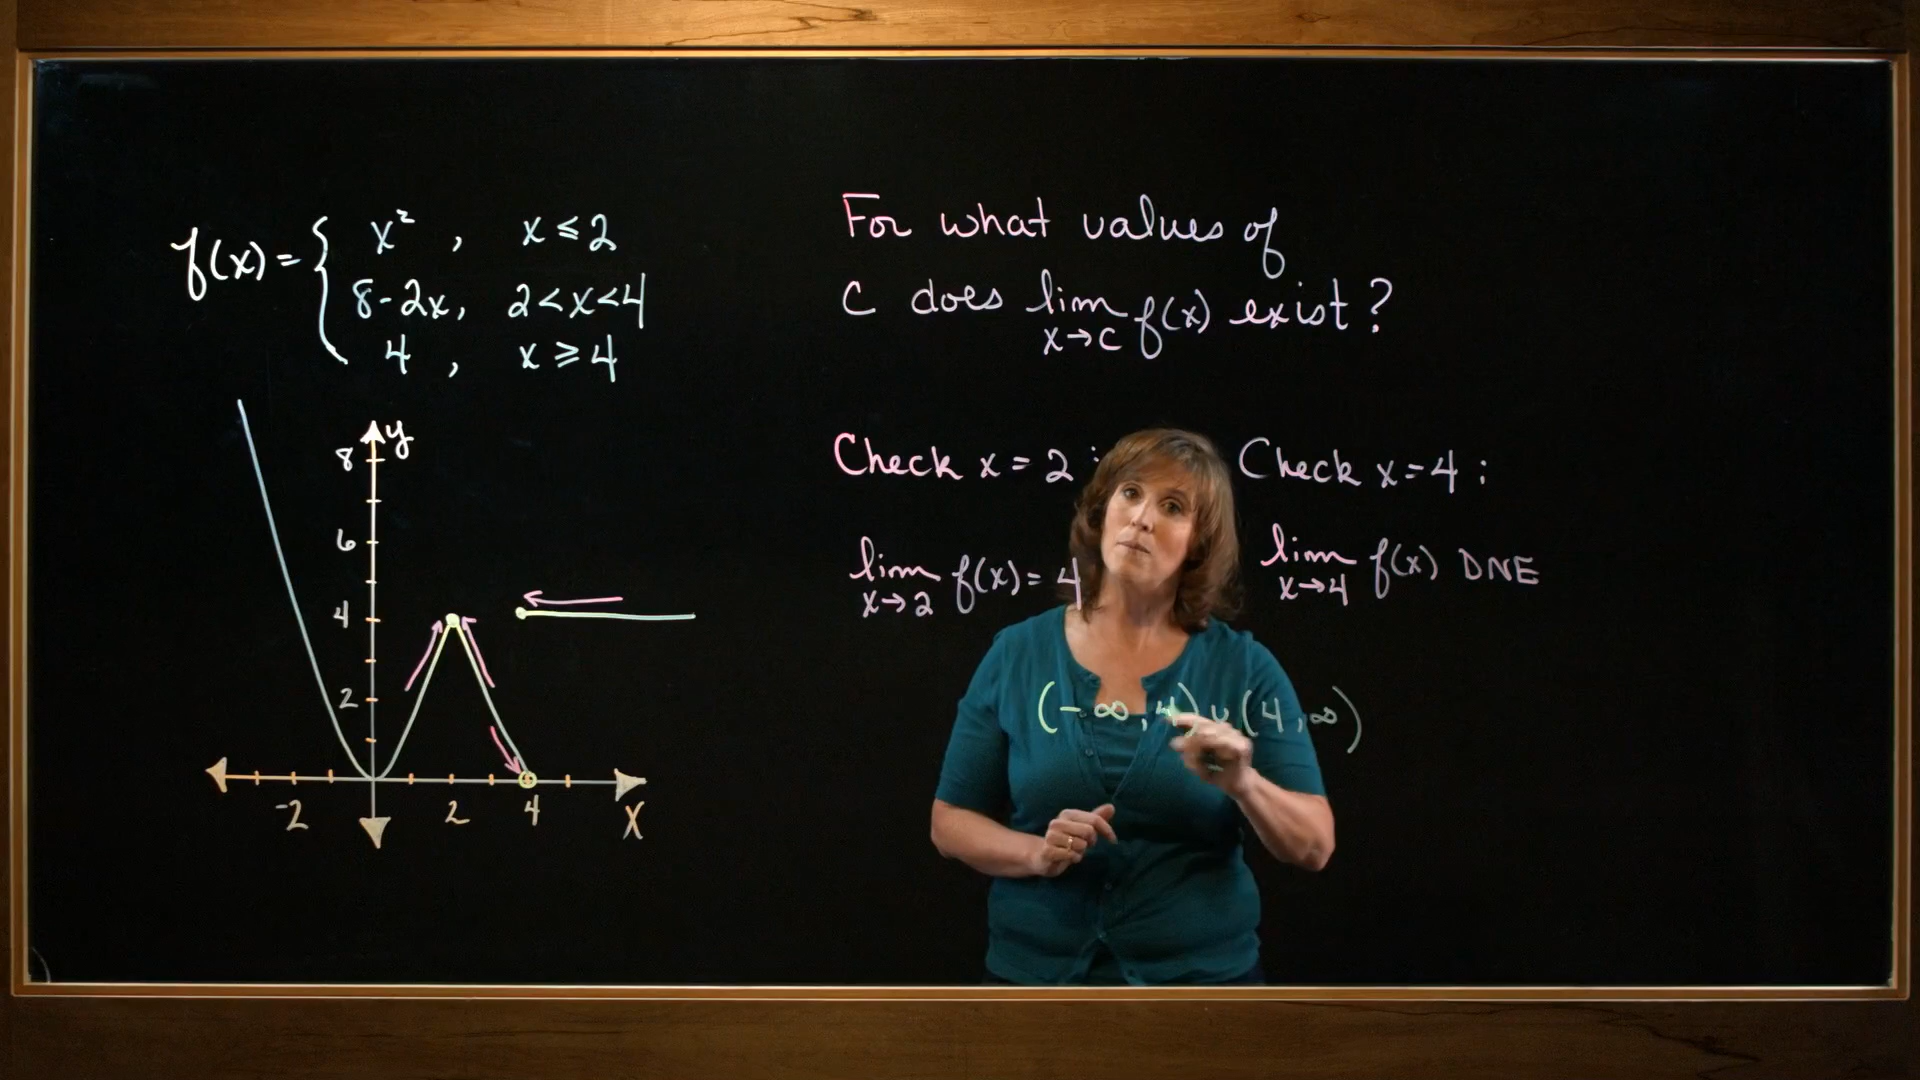 f(x) = { x², x ≤ 2
8-2x, 2<x<4
4, x ≥ 4
For what values of
c does lim f(x) exist?
x→c
Check x = 2 :
lim f(x) = 4
x→2
Check x = 4 :
lim f(x) DNE
x→4
(-∞, 4) ∪ (4, ∞)
y
8
6
4
2
-2 2 4 x